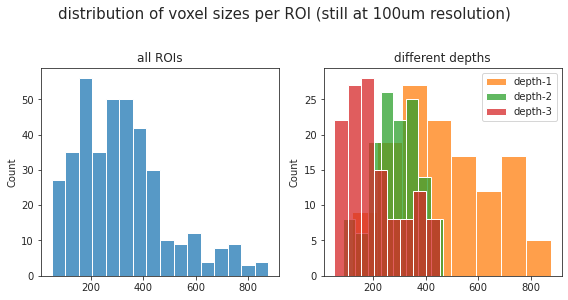 distribution of voxel sizes per ROI (still at 100um resolution)
all ROIs
Count
50
40
30
20
10
0
200
400
600
800
different depths
Count
25
20
15
10
5
0
200
400
600
800
depth-1
depth-2
depth-3